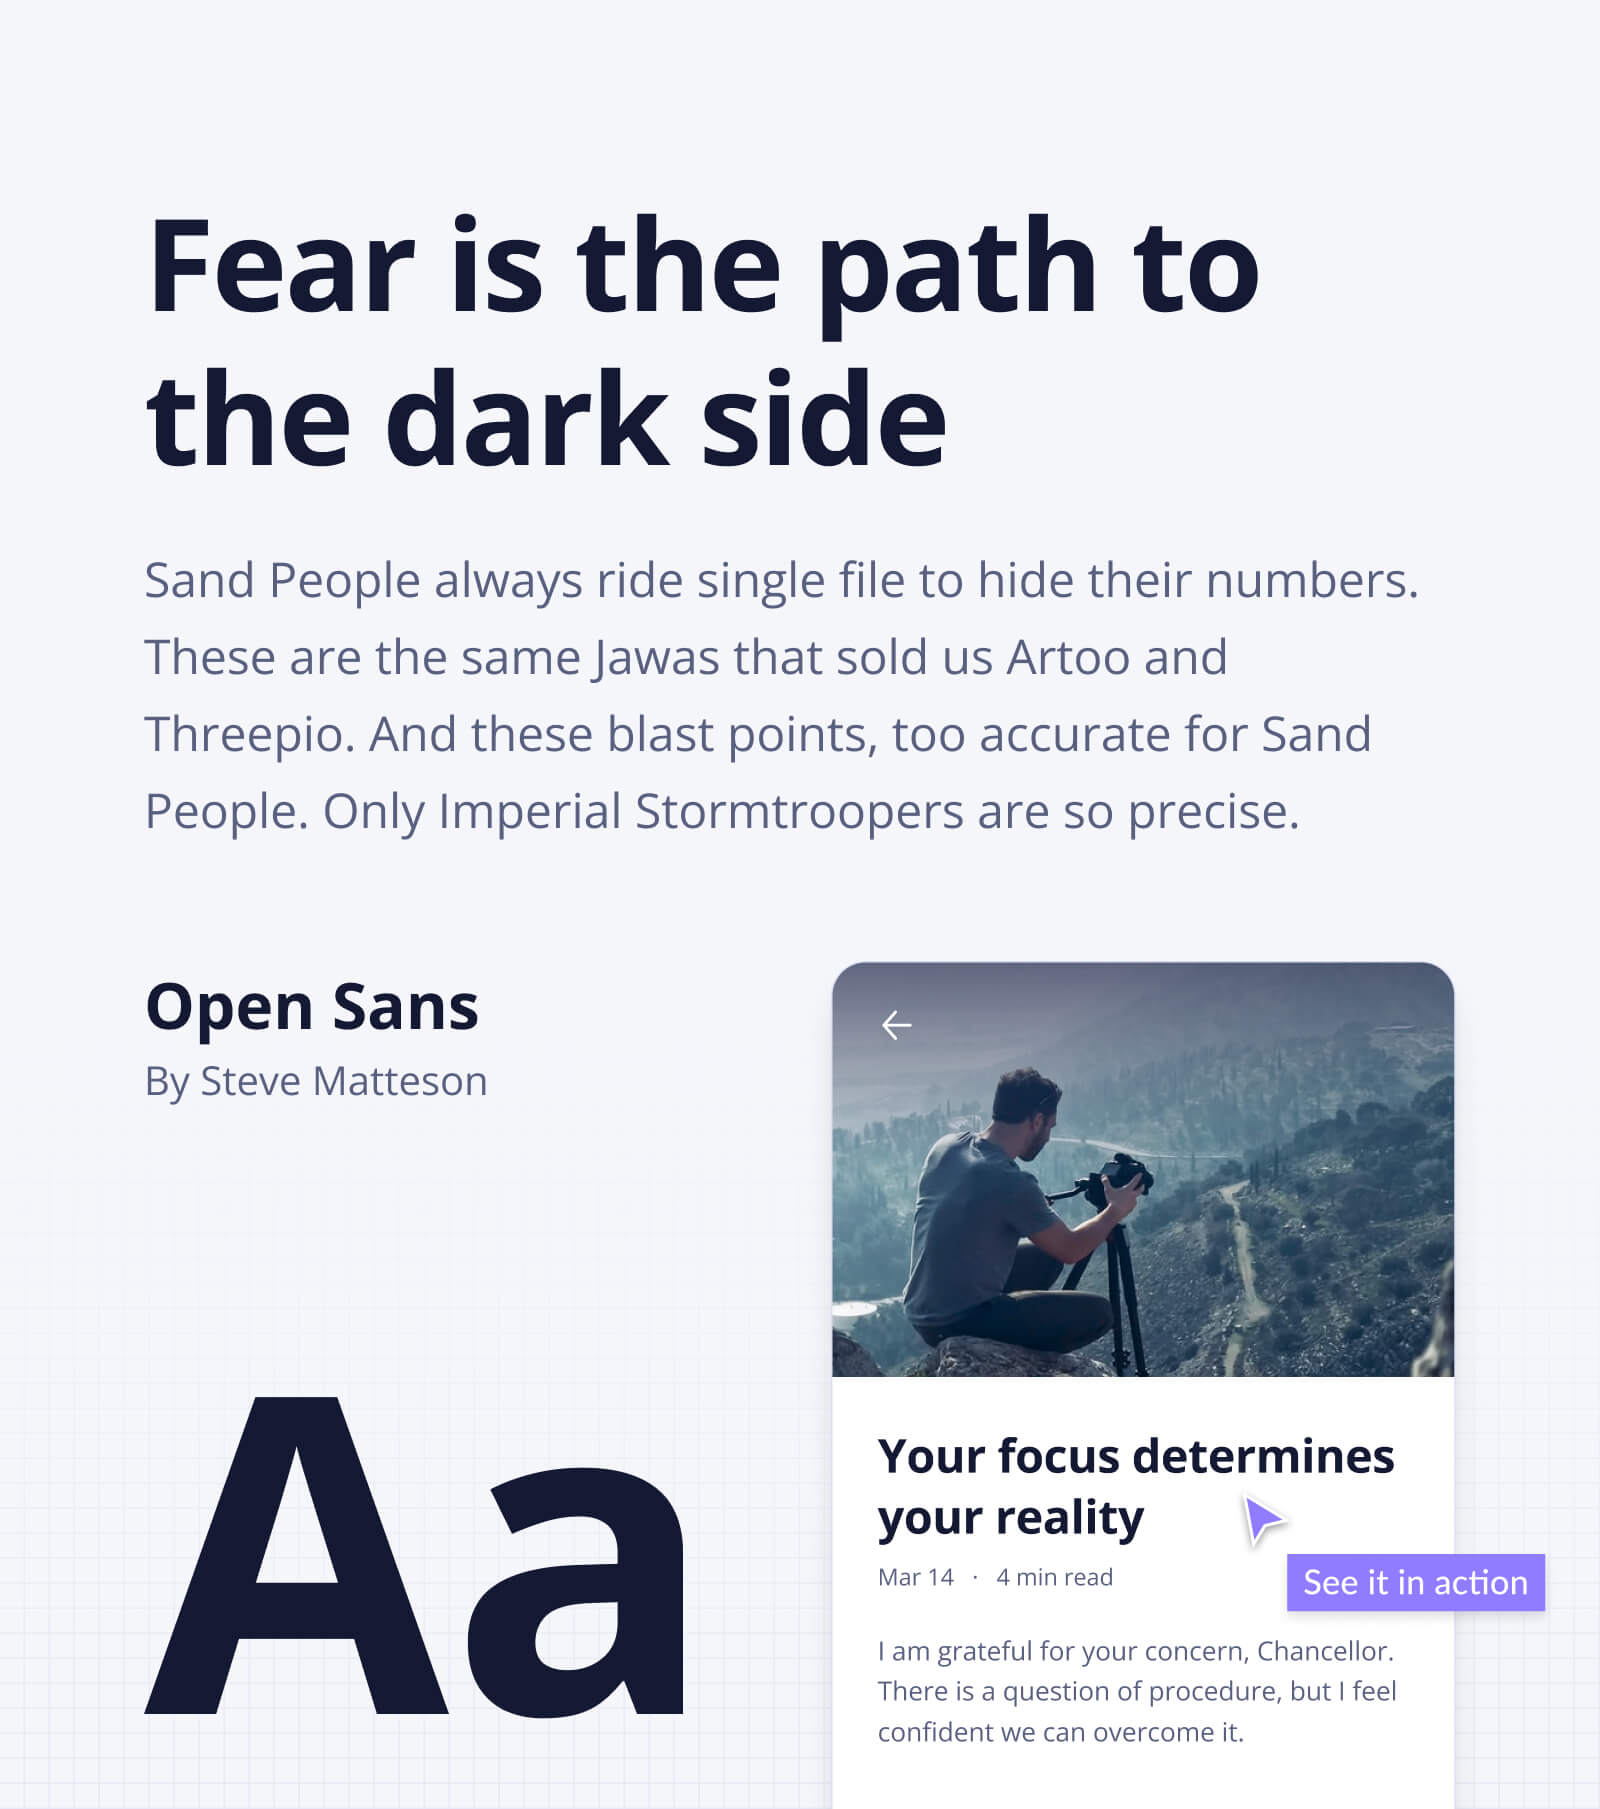 Fear is the path to
the dark side
Sand People always ride single file to hide their numbers.
These are the same Jawas that sold us Artoo and
Threepio. And these blast points, too accurate for Sand
People. Only Imperial Stormtroopers are so precise.
Open Sans
By Steve Matteson
Aa
Your focus determines
your reality
Mar 14 · 4 min read
See it in action
I am grateful for your concern, Chancellor.
There is a question of procedure, but I feel
confident we can overcome it.